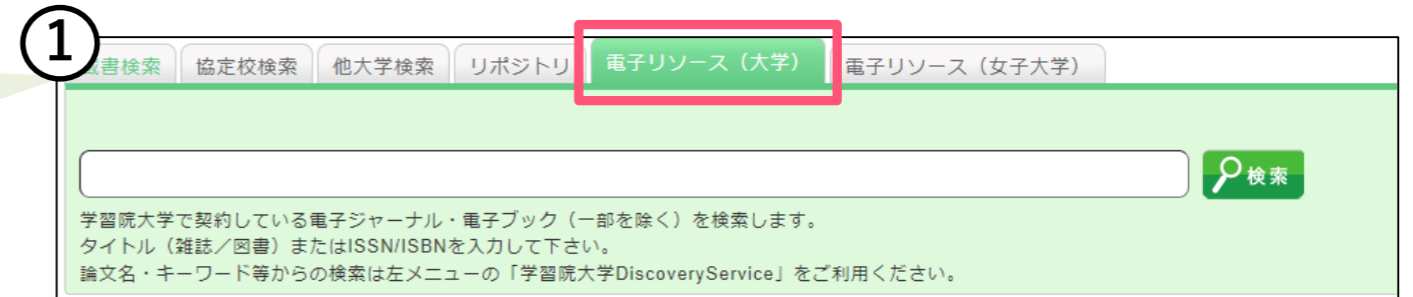 ①
書検索 協定校検索 他大学検索 リポジトリ 電子リソース（大学） 電子リソース（女子大学）
検索
学習院大学で契約している電子ジャーナル・電子ブック（一部を除く）を検索します。
タイトル（雑誌／図書）またはISSN/ISBNを入力して下さい。
論文名・キーワード等からの検索は左メニューの「学習院大学DiscoveryService」をご利用ください。